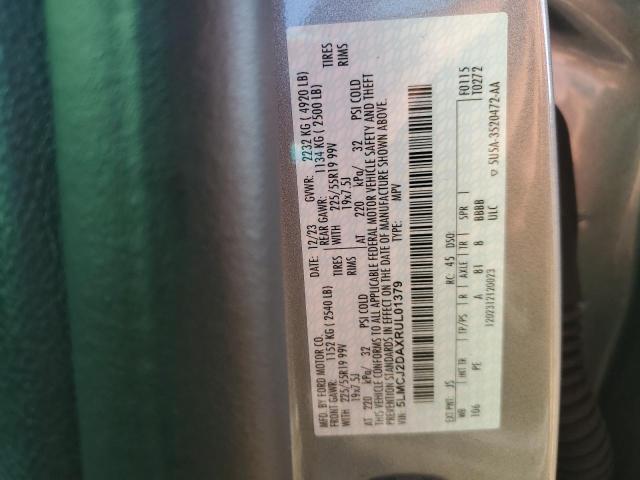 MFD. BY FORD MOTOR CO.
DATE: 12/23 GVWR: 2232 KG ( 4920 LB)
FRONT GAWR: 1152 KG ( 2540 LB) REAR GAWR: 1134 KG ( 2500 LB)
WITH 225/55R19 99V TIRES WITH 225/55R19 99V TIRES
19x7.5J RIMS 19x7.5J RIMS
AT 220 kPa/ 32 PSI COLD AT 220 kPa/ 32 PSI COLD
THIS VEHICLE CONFORMS TO ALL APPLICABLE FEDERAL MOTOR VEHICLE SAFETY AND THEFT
PREVENTION STANDARDS IN EFFECT ON THE DATE OF MANUFACTURE SHOWN ABOVE.
VIN: 5LMCJ2DAXRUL01379 TYPE: MPV
F0115
T0272
EXT PNT: JS RC: 45 DSO:
WB INT TR TP/PS R AXLE TR SPR
106 PE A B1 B BBBB
ULC
5U5A-3520472-AA